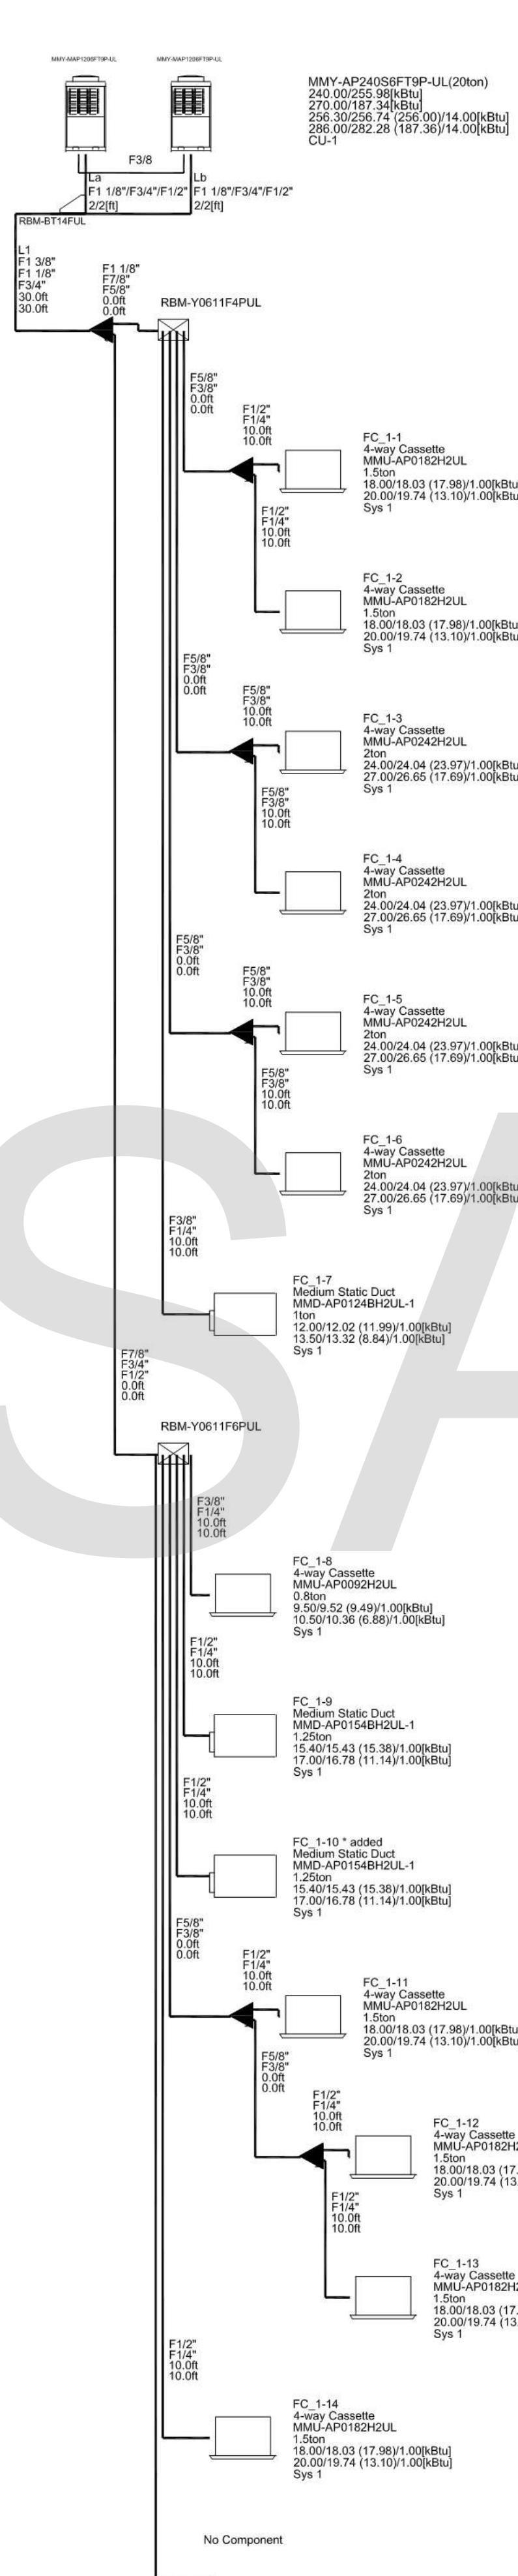 MMY-MAP1206FT9P-UL
MMY-MAP1206FT9P-UL
MMY-AP240S6FT9P-UL(20ton)
240.00/255.98[kBtu]
270.00/187.34[kBtu]
256.30/256.74 (256.00)/14.00[kBtu]
286.00/282.28 (187.36)/14.00[kBtu]
CU-1
F3/8
La
F1 1/8"/F3/4"/F1/2"
2/2[ft]
Lb
F1 1/8"/F3/4"/F1/2"
2/2[ft]
RBM-BT14FUL
L1
F1 3/8"
F1 1/8"
F3/4"
30.0ft
30.0ft
F1 1/8"
F7/8"
F5/8"
0.0ft
0.0ft
RBM-Y0611F4PUL
F5/8"
F3/8"
0.0ft
0.0ft
F1/2"
F1/4"
10.0ft
10.0ft
FC_1-1
4-way Cassette
MMU-AP0182H2UL
1.5ton
18.00/18.03 (17.98)/1.00[kBtu
20.00/19.74 (13.10)/1.00[kBtu
Sys 1
F1/2"
F1/4"
10.0ft
10.0ft
FC_1-2
4-way Cassette
MMU-AP0182H2UL
1.5ton
18.00/18.03 (17.98)/1.00[kBtu
20.00/19.74 (13.10)/1.00[kBtu
Sys 1
F5/8"
F3/8"
0.0ft
0.0ft
F5/8"
F3/8"
10.0ft
10.0ft
FC_1-3
4-way Cassette
MMU-AP0242H2UL
2ton
24.00/24.04 (23.97)/1.00[kBtu
27.00/26.65 (17.69)/1.00[kBtu
Sys 1
F5/8"
F3/8"
10.0ft
10.0ft
FC_1-4
4-way Cassette
MMU-AP0242H2UL
2ton
24.00/24.04 (23.97)/1.00[kBtu
27.00/26.65 (17.69)/1.00[kBtu
Sys 1
F5/8"
F3/8"
0.0ft
0.0ft
F5/8"
F3/8"
10.0ft
10.0ft
FC_1-5
4-way Cassette
MMU-AP0242H2UL
2ton
24.00/24.04 (23.97)/1.00[kBtu
27.00/26.65 (17.69)/1.00[kBtu
Sys 1
F5/8"
F3/8"
10.0ft
10.0ft
FC_1-6
4-way Cassette
MMU-AP0242H2UL
2ton
24.00/24.04 (23.97)/1.00[kBtu
27.00/26.65 (17.69)/1.00[kBtu
Sys 1
F3/8"
F1/4"
10.0ft
10.0ft
FC_1-7
Medium Static Duct
MMD-AP0124BH2UL-1
1ton
12.00/12.02 (11.99)/1.00[kBtu]
13.50/13.32 (8.84)/1.00[kBtu]
Sys 1
F7/8"
F3/4"
F1/2"
0.0ft
0.0ft
RBM-Y0611F6PUL
F3/8"
F1/4"
10.0ft
10.0ft
FC_1-8
4-way Cassette
MMU-AP0092H2UL
0.8ton
9.50/9.52 (9.49)/1.00[kBtu]
10.50/10.36 (6.88)/1.00[kBtu]
Sys 1
F1/2"
F1/4"
10.0ft
10.0ft
FC_1-9
Medium Static Duct
MMD-AP0154BH2UL-1
1.25ton
15.40/15.43 (15.38)/1.00[kBtu]
17.00/16.78 (11.14)/1.00[kBtu]
Sys 1
F1/2"
F1/4"
10.0ft
10.0ft
FC_1-10 * added
Medium Static Duct
MMD-AP0154BH2UL-1
1.25ton
15.40/15.43 (15.38)/1.00[kBtu]
17.00/16.78 (11.14)/1.00[kBtu]
Sys 1
F5/8"
F3/8"
0.0ft
0.0ft
F1/2"
F1/4"
10.0ft
10.0ft
FC_1-11
4-way Cassette
MMU-AP0182H2UL
1.5ton
18.00/18.03 (17.98)/1.00[kBtu
20.00/19.74 (13.10)/1.00[kBtu
Sys 1
F5/8"
F3/8"
0.0ft
0.0ft
F1/2"
F1/4"
10.0ft
10.0ft
FC_1-12
4-way Cassette
MMU-AP0182H2
1.5ton
18.00/18.03 (17.
20.00/19.74 (13.
Sys 1
F1/2"
F1/4"
10.0ft
10.0ft
FC_1-13
4-way Cassette
MMU-AP0182H2
1.5ton
18.00/18.03 (17.
20.00/19.74 (13.
Sys 1
F1/2"
F1/4"
10.0ft
10.0ft
FC_1-14
4-way Cassette
MMU-AP0182H2UL
1.5ton
18.00/18.03 (17.98)/1.00[kBtu]
20.00/19.74 (13.10)/1.00[kBtu]
Sys 1
No Component
SA